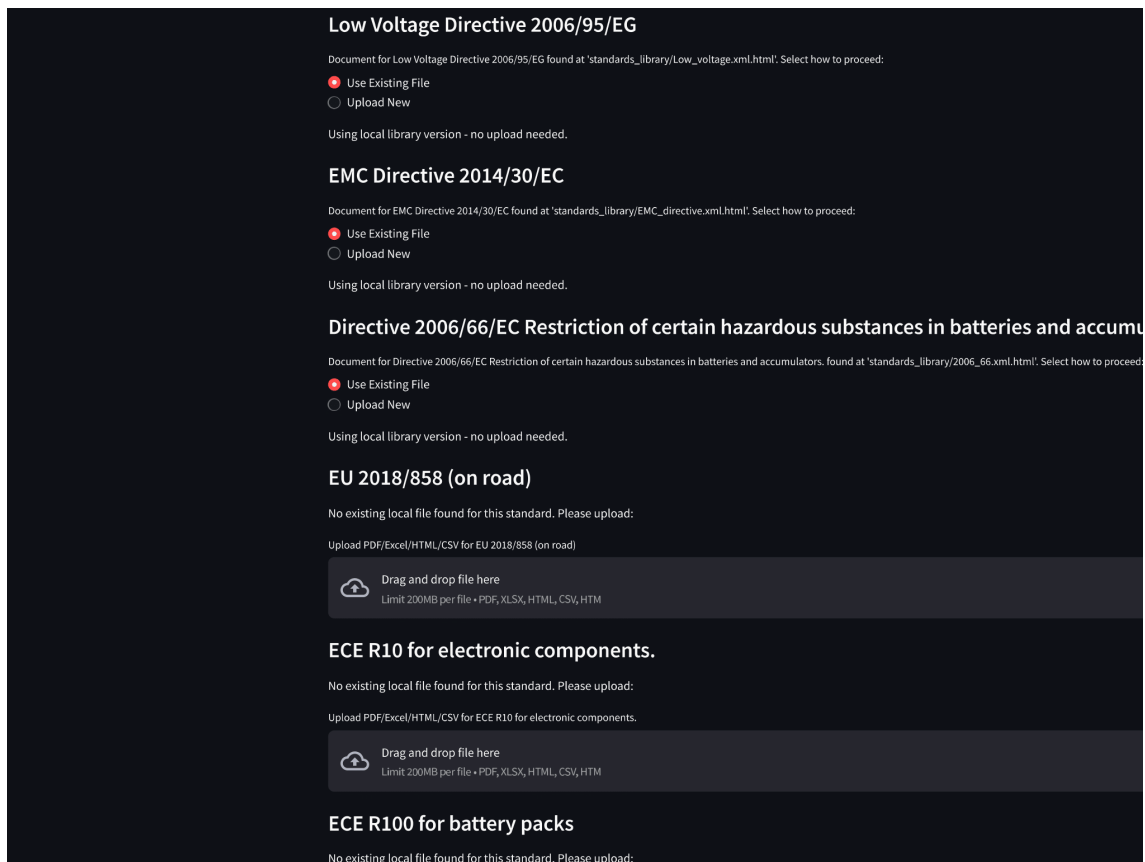 Low Voltage Directive 2006/95/EG
Document for Low Voltage Directive 2006/95/EG found at 'standards_library/Low_voltage.xml.html'. Select how to proceed:
Use Existing File
Upload New
Using local library version - no upload needed.
EMC Directive 2014/30/EC
Document for EMC Directive 2014/30/EC found at 'standards_library/EMC_directive.xml.html'. Select how to proceed:
Use Existing File
Upload New
Using local library version - no upload needed.
Directive 2006/66/EC Restriction of certain hazardous substances in batteries and accumu
Document for Directive 2006/66/EC Restriction of certain hazardous substances in batteries and accumulators. found at 'standards_library/2006_66.xml.html'. Select how to proceed:
Use Existing File
Upload New
Using local library version - no upload needed.
EU 2018/858 (on road)
No existing local file found for this standard. Please upload:
Upload PDF/Excel/HTML/CSV for EU 2018/858 (on road)
Drag and drop file here
Limit 200MB per file • PDF, XLSX, HTML, CSV, HTM
ECE R10 for electronic components.
No existing local file found for this standard. Please upload:
Upload PDF/Excel/HTML/CSV for ECE R10 for electronic components.
Drag and drop file here
Limit 200MB per file • PDF, XLSX, HTML, CSV, HTM
ECE R100 for battery packs
No existing local file found for this standard. Please upload: